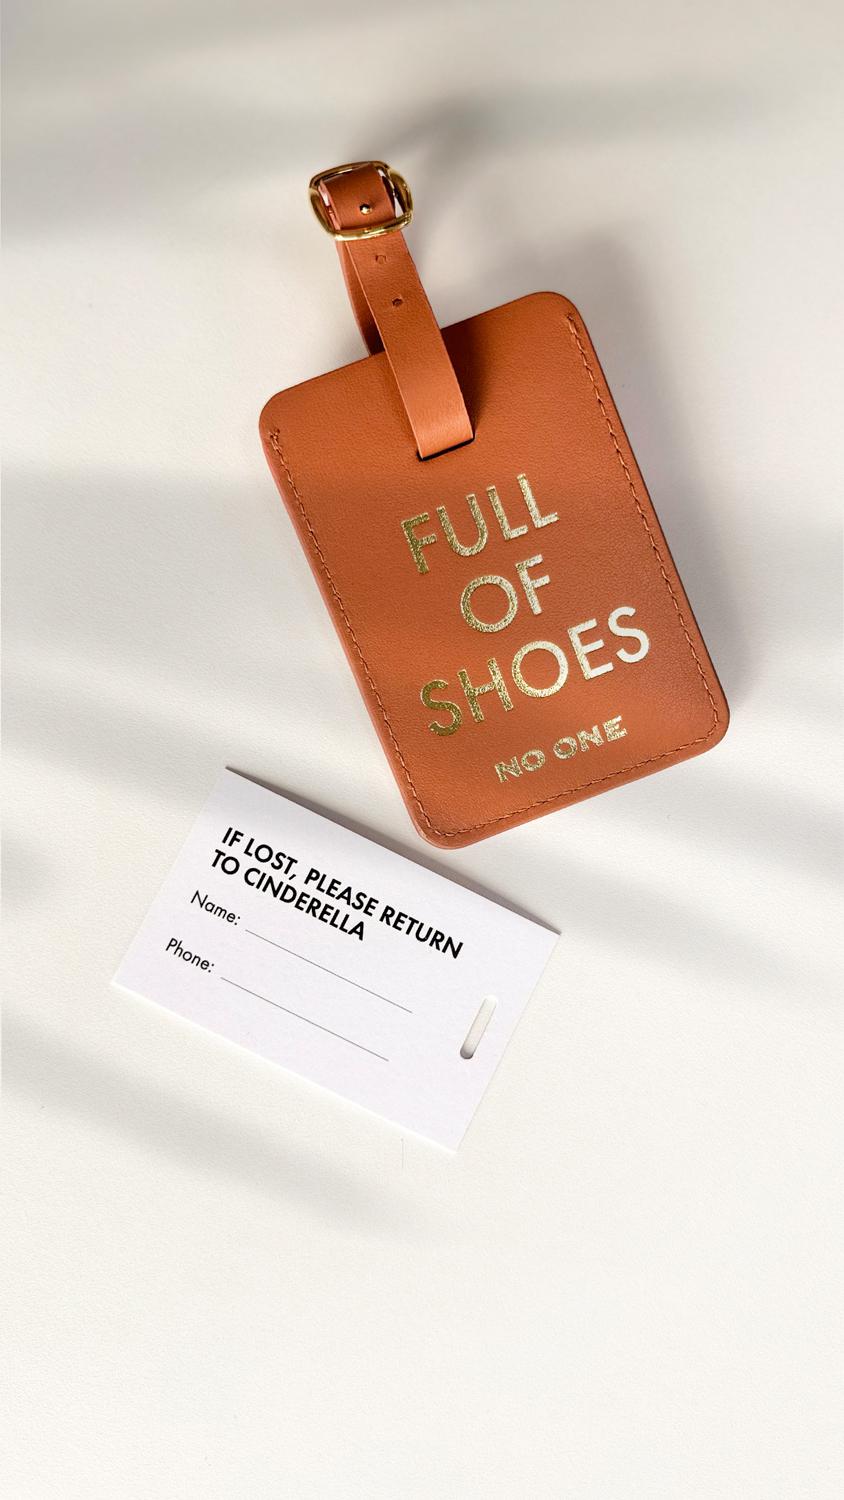 FULL
OF
SHOES
NO ONE
IF LOST, PLEASE RETURN
TO CINDERELLA
Name:
Phone: